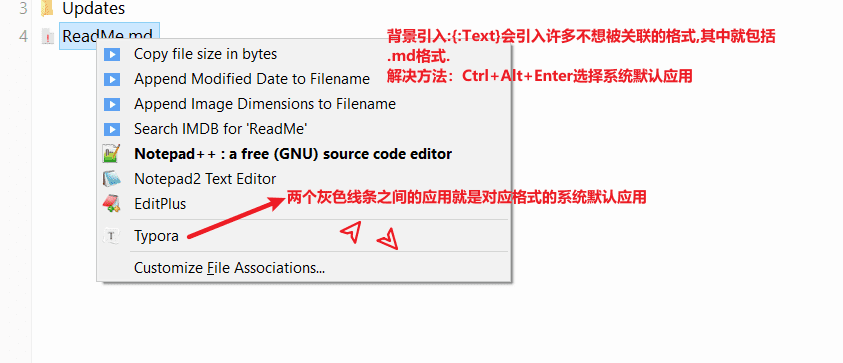 3 Updates
4 ReadMe.md
背景引入:{:Text}会引入许多不想被关联的格式,其中就包括
.md格式.
解决方法：Ctrl+Alt+Enter选择系统默认应用
Copy file size in bytes
Append Modified Date to Filename
Append Image Dimensions to Filename
Search IMDB for 'ReadMe'
Notepad++ : a free (GNU) source code editor
Notepad2 Text Editor
EditPlus
两个灰色线条之间的应用就是对应格式的系统默认应用
T Typora
Customize File Associations...